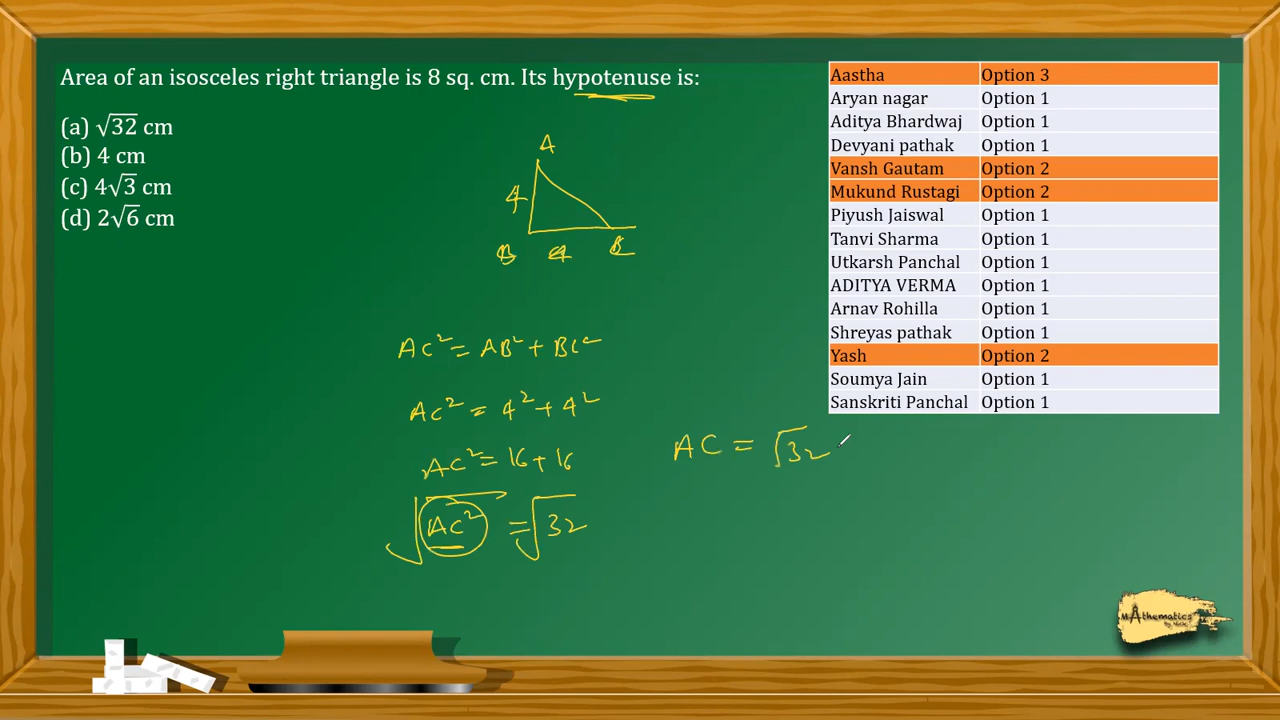 Area of an isosceles right triangle is 8 sq. cm. Its hypotenuse is:
(a) √32 cm
(b) 4 cm
(c) 4√3 cm
(d) 2√6 cm
A
4
B 4 C
AC² = AB² + BC²
AC² = 4² + 4²
AC² = 16 + 16
√AC² = √32
AC = √32
Aastha Option 3
Aryan nagar Option 1
Aditya Bhardwaj Option 1
Devyani pathak Option 1
Vansh Gautam Option 2
Mukund Rustagi Option 2
Piyush Jaiswal Option 1
Tanvi Sharma Option 1
Utkarsh Panchal Option 1
ADITYA VERMA Option 1
Arnav Rohilla Option 1
Shreyas pathak Option 1
Yash Option 2
Soumya Jain Option 1
Sanskriti Panchal Option 1
MAthematics